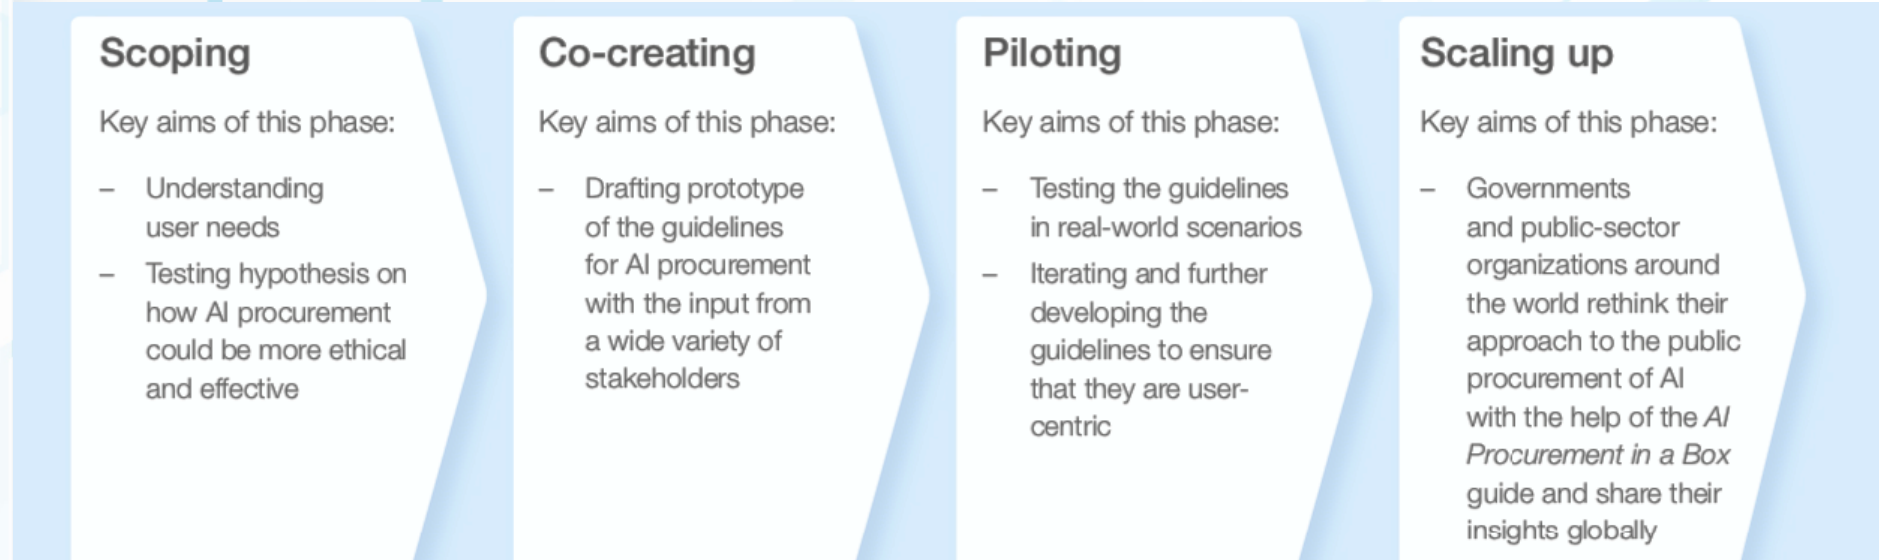 Scoping
Key aims of this phase:
– Understanding
user needs
– Testing hypothesis on
how AI procurement
could be more ethical
and effective
Co-creating
Key aims of this phase:
– Drafting prototype
of the guidelines
for AI procurement
with the input from
a wide variety of
stakeholders
Piloting
Key aims of this phase:
– Testing the guidelines
in real-world scenarios
– Iterating and further
developing the
guidelines to ensure
that they are user-
centric
Scaling up
Key aims of this phase:
– Governments
and public-sector
organizations around
the world rethink their
approach to the public
procurement of AI
with the help of the AI
Procurement in a Box
guide and share their
insights globally